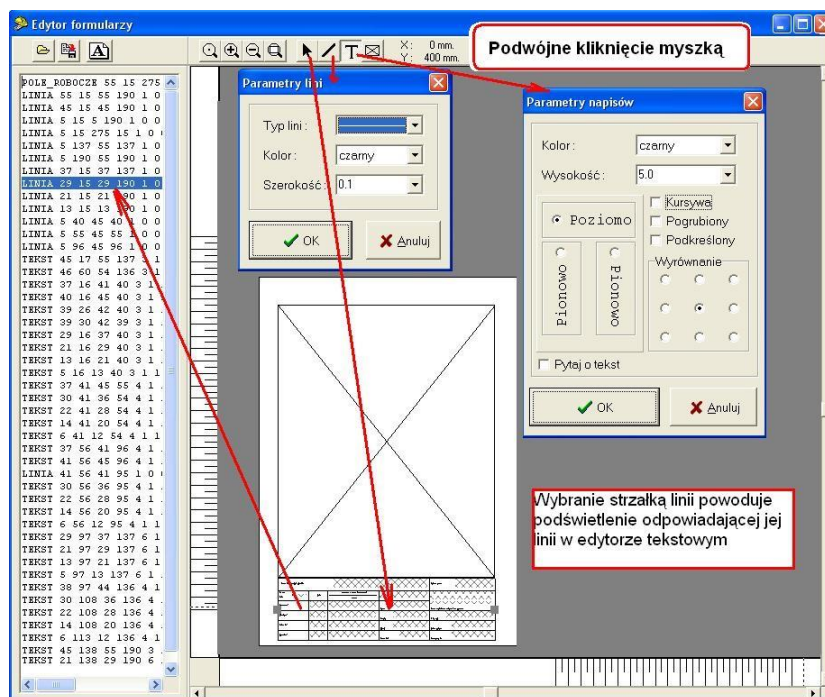 Edytor formularzy
X: 0 mm.
Y: 400 mm.
Podwójne kliknięcie myszką
POLE_ROBOCZE 55 15 275
LINIA 55 15 55 190 1 0
LINIA 45 15 45 190 1 0
LINIA 5 15 5 190 1 0 0
LINIA 5 15 275 15 1 0
LINIA 5 137 55 137 1 0
LINIA 5 190 55 190 1 0
LINIA 37 15 37 137 1 0
LINIA 29 15 29 190 1 0
LINIA 21 15 21 190 1 0
LINIA 13 15 13 190 1 0
LINIA 5 40 45 40 1 0 0
LINIA 5 55 45 55 1 0 0
LINIA 5 96 45 96 1 0 0
TEKST 45 17 55 137 3 1
TEKST 46 60 54 136 3 1
TEKST 37 16 41 40 3 1 .
TEKST 40 16 45 40 3 1 .
TEKST 39 26 42 40 3 1 .
TEKST 39 30 42 39 3 1 .
TEKST 29 16 37 40 3 1 .
TEKST 21 16 29 40 3 1 .
TEKST 13 16 21 40 3 1 .
TEKST 5 16 13 40 3 1 1
TEKST 37 41 45 55 4 1 .
TEKST 30 41 36 54 4 1 .
TEKST 22 41 28 54 4 1 .
TEKST 14 41 20 54 4 1 .
TEKST 6 41 12 54 4 1 1
TEKST 37 56 41 96 4 1 .
TEKST 41 56 45 96 4 1 .
LINIA 41 56 41 95 1 0
TEKST 30 56 36 95 4 1 .
TEKST 22 56 28 95 4 1 .
TEKST 14 56 20 95 4 1 .
TEKST 6 56 12 95 4 1 1
TEKST 29 97 37 137 6 1
TEKST 21 97 29 137 6 1
TEKST 13 97 21 137 6 1
TEKST 5 97 13 137 6 1 .
TEKST 38 97 44 136 4 1
TEKST 30 108 36 136 4 .
TEKST 22 108 28 136 4 .
TEKST 14 108 20 136 4 .
TEKST 6 113 12 136 4 1
TEKST 45 138 55 190 3 .
TEKST 21 138 29 190 6 .
Parametry lini
Typ lini :
Kolor : czarny
Szerokość : 0.1
OK Anuluj
Parametry napisów
Kolor : czarny
Wysokość : 5.0
Poziomo
Pionowo
Pionowo
Kursywa
Pogrubiony
Podkreślony
Wyrównanie
Pytaj o tekst
OK Anuluj
Wybranie strzałką linii powoduje
podświetlenie odpowiadającej jej
linii w edytorze tekstowym